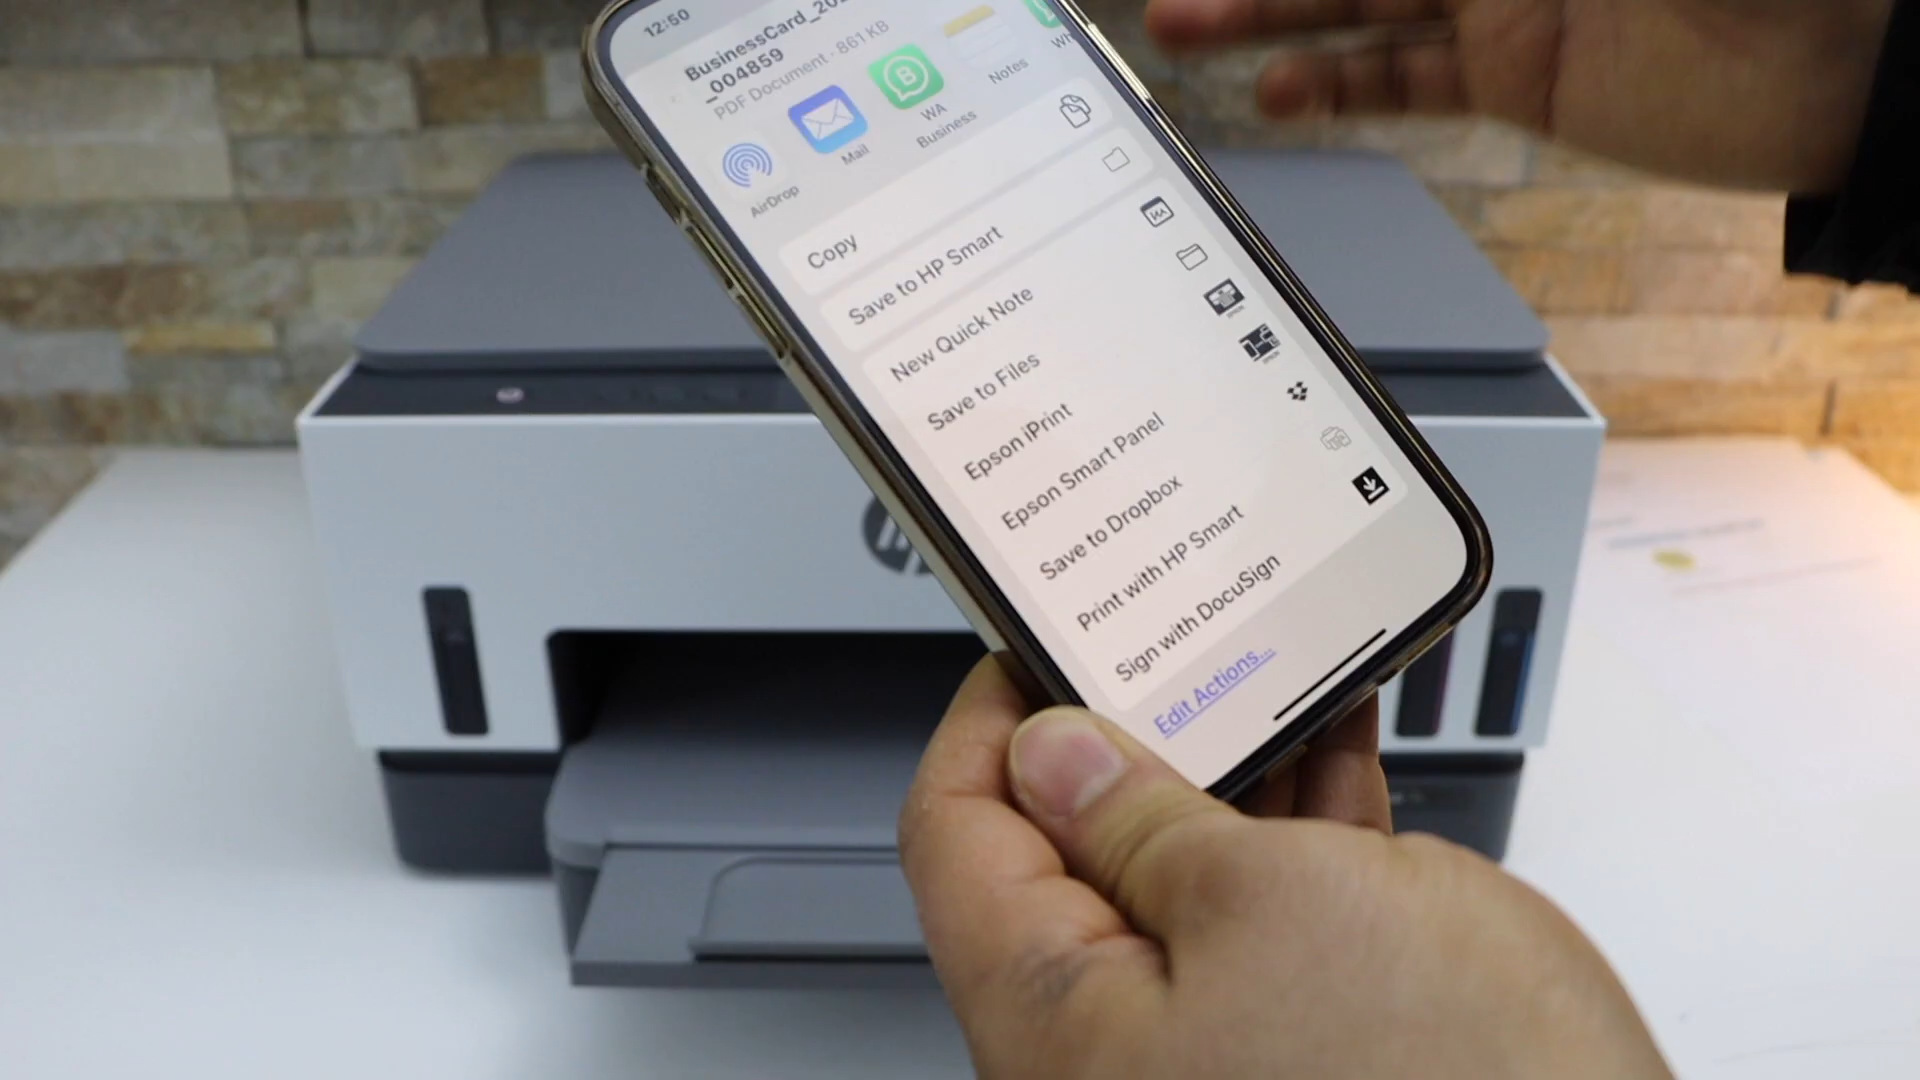 12:50
BusinessCard_20
_004859
PDF Document · 861 KB
AirDrop
Mail
WA
Business
Notes
Wh
Copy
Save to HP Smart
New Quick Note
Save to Files
Epson iPrint
Epson Smart Panel
Save to Dropbox
Print with HP Smart
Sign with DocuSign
Edit Actions...